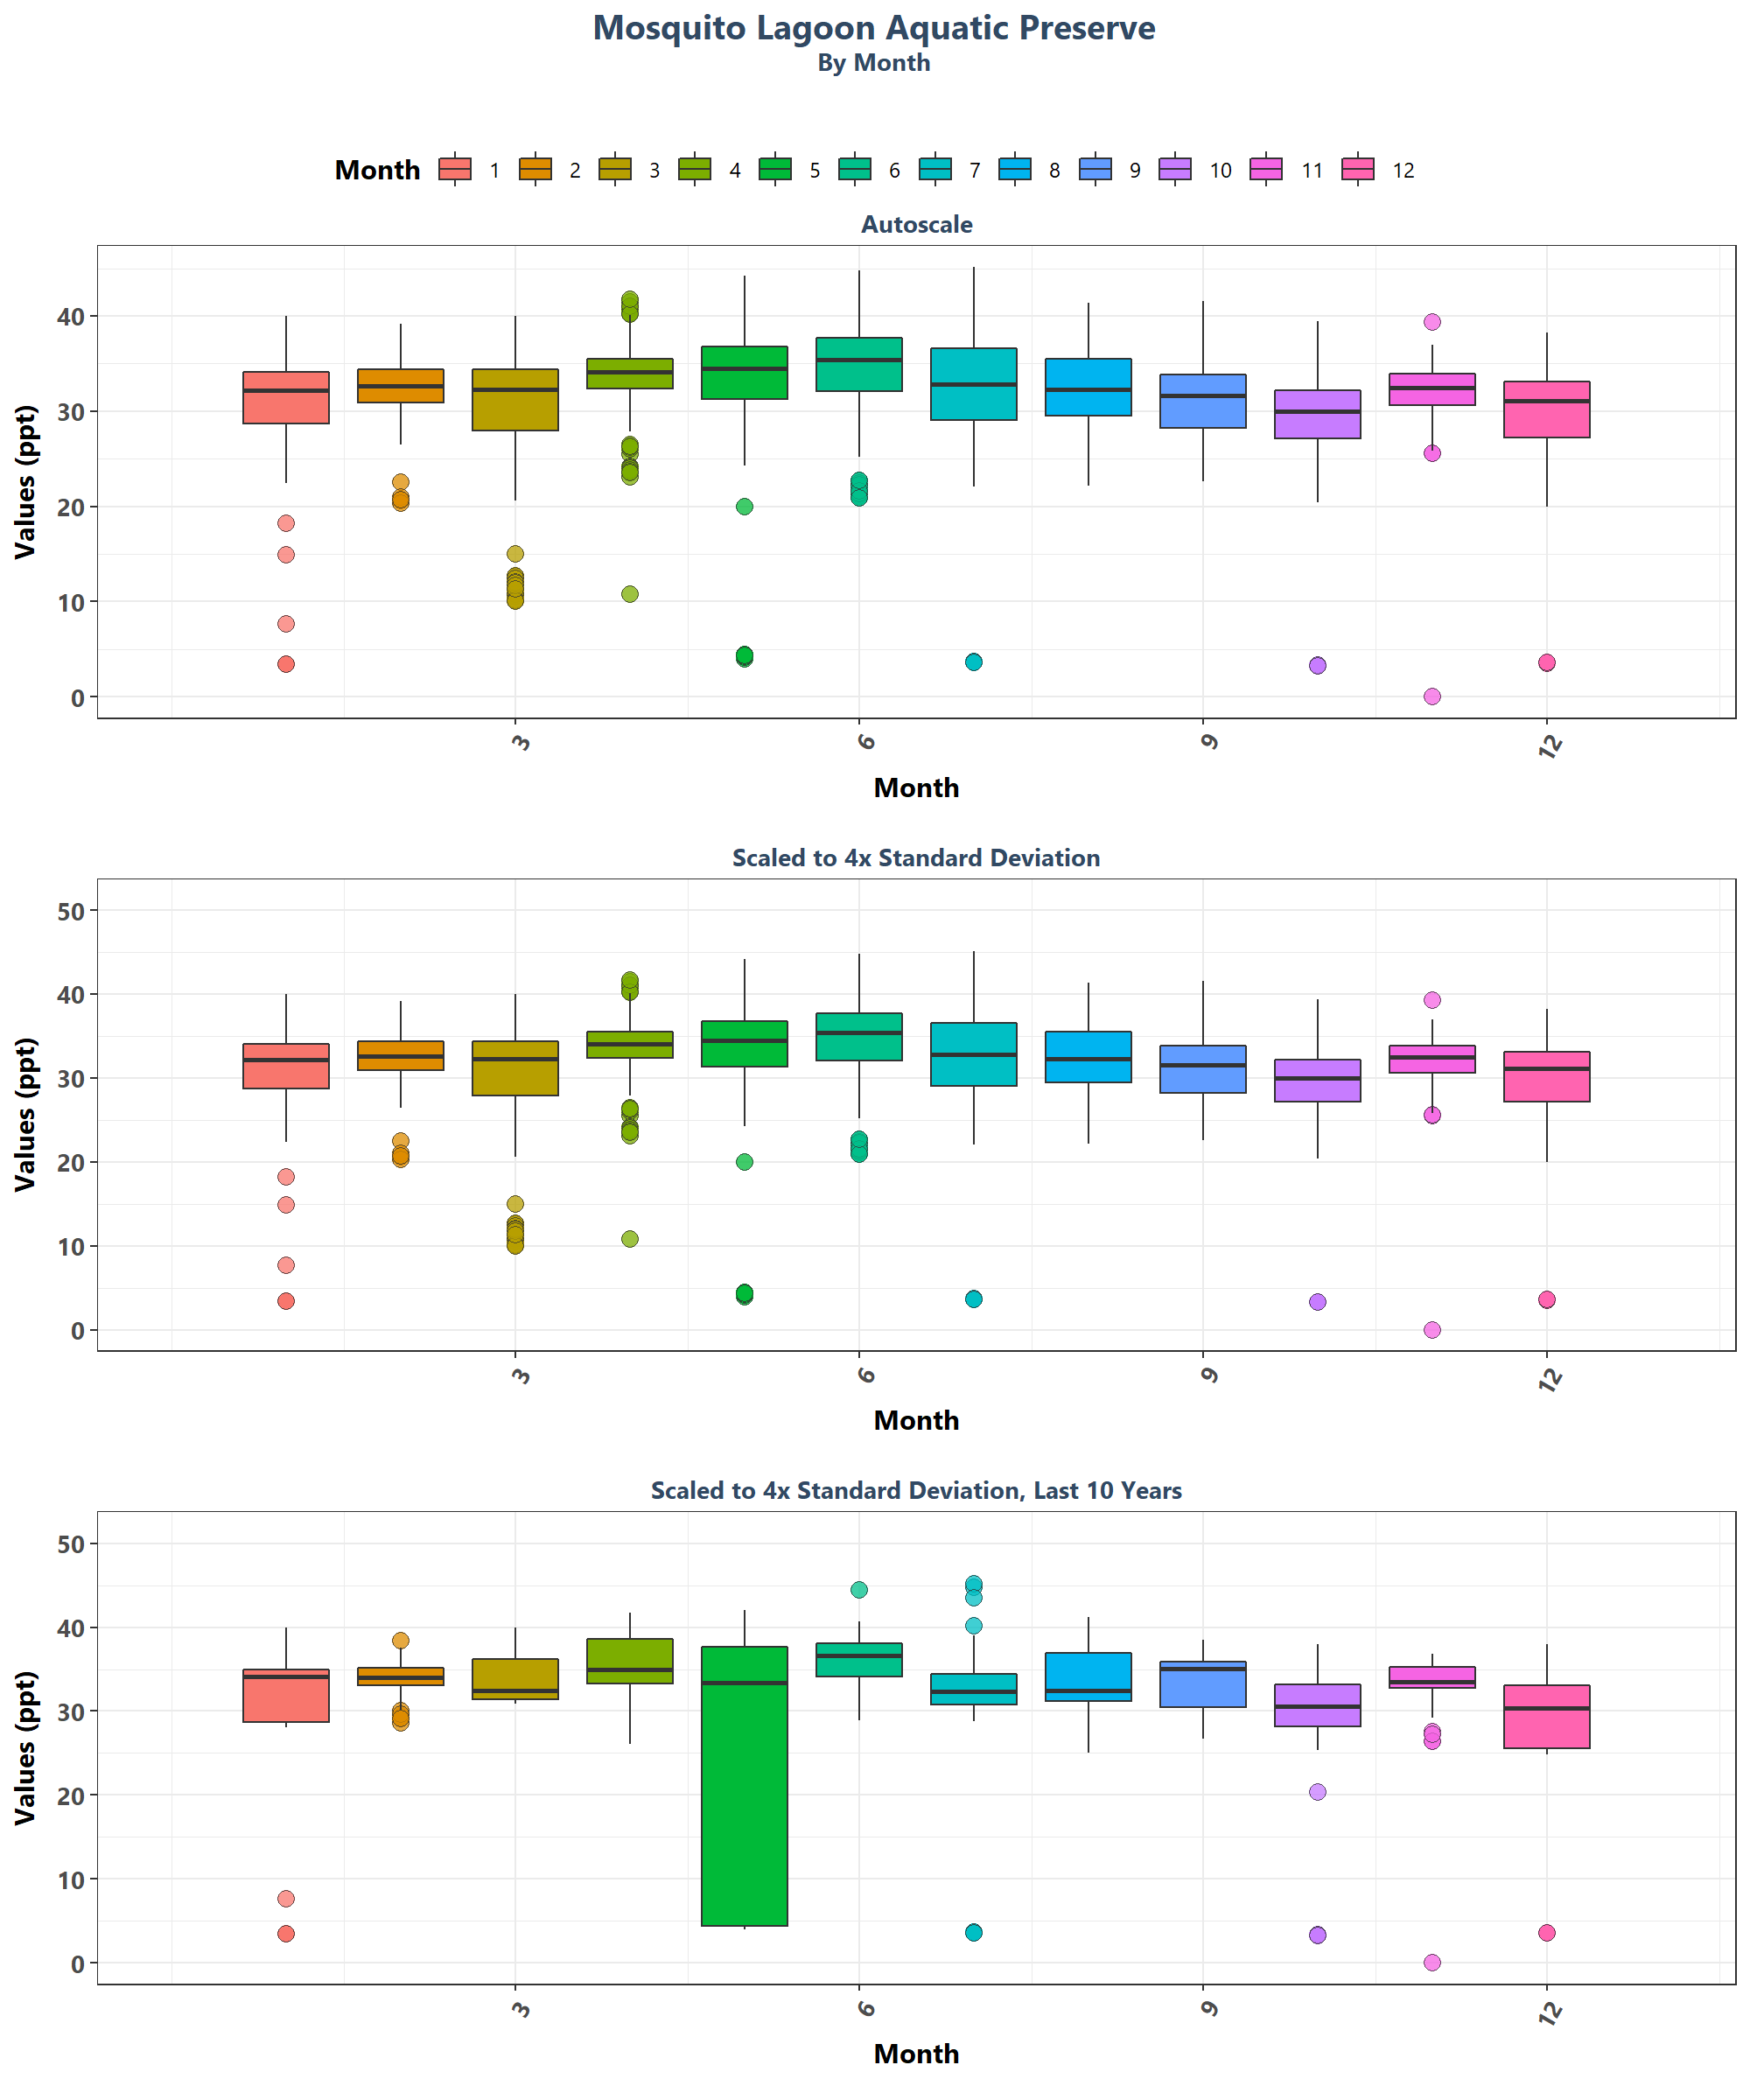 Mosquito Lagoon Aquatic Preserve
By Month
Month 1 2 3 4 5 6 7 8 9 10 11 12
Autoscale
Values (ppt)
40
30
20
10
0
3 6 9 12
Month
Scaled to 4x Standard Deviation
Values (ppt)
50
40
30
20
10
0
3 6 9 12
Month
Scaled to 4x Standard Deviation, Last 10 Years
Values (ppt)
50
40
30
20
10
0
3 6 9 12
Month